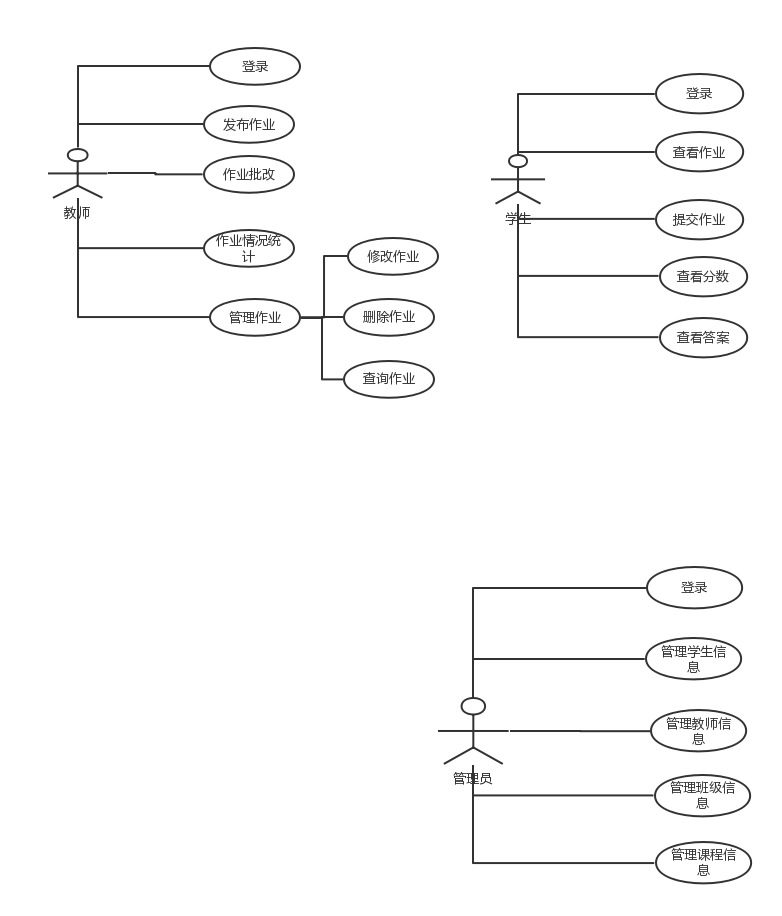 登录
发布作业
作业批改
教师
作业情况统
计
管理作业
修改作业
删除作业
查询作业
登录
查看作业
学生
提交作业
查看分数
查看答案
登录
管理学生信
息
管理教师信
息
管理员
管理班级信
息
管理课程信
息